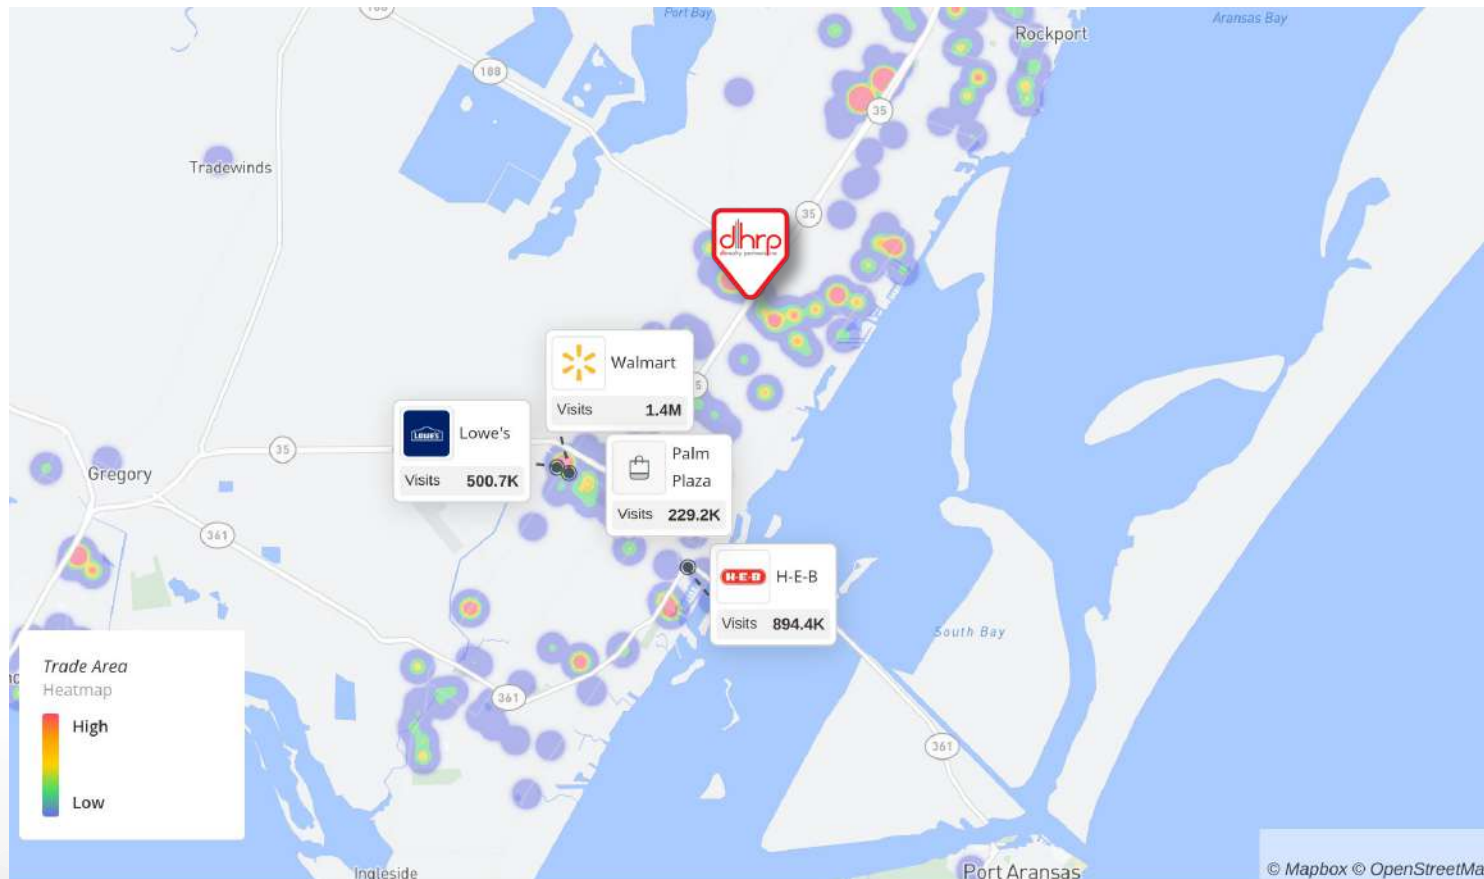 188
Port Bay
Aransas Bay
Rockport
188
35
Tradewinds
35
dhrp
Walmart
Visits 1.4M
Lowe's
LOWE'S
Visits 500.7K
Palm
Plaza
Visits 229.2K
35
Gregory
361
H-E-B
H-E-B
Visits 894.4K
South Bay
Trade Area
Heatmap
High
Low
361
361
Ingleside
Port Aransas
© Mapbox © OpenStreetMa